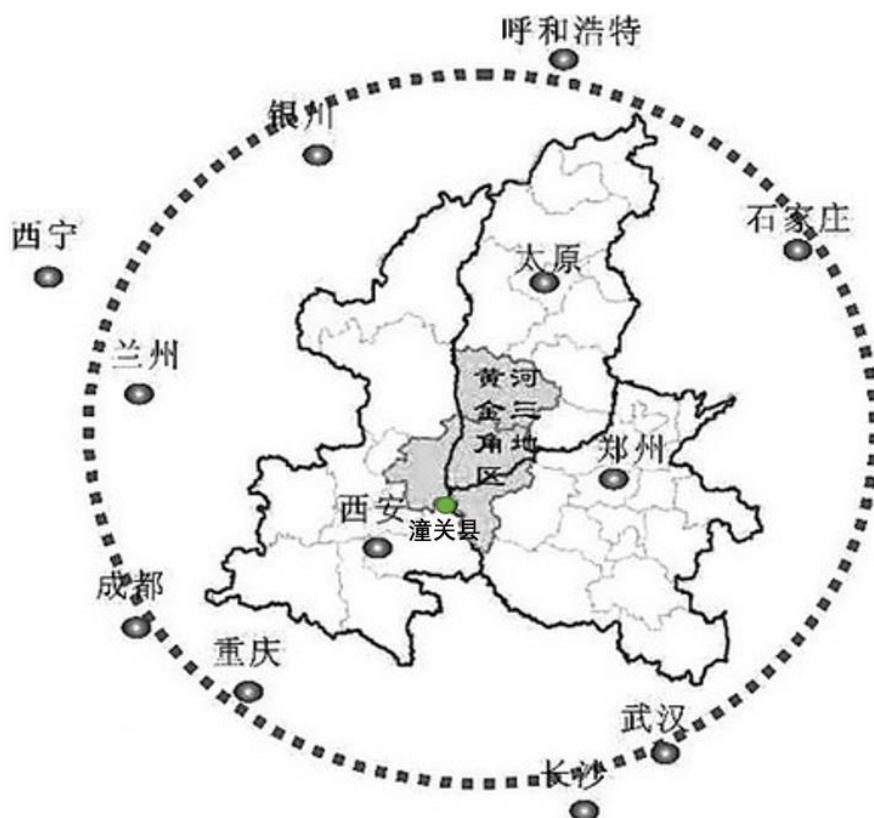 呼和浩特
银川
石家庄
西宁
太原
兰州
黄河
金三
角地
区
郑州
西安
潼关县
成都
重庆
武汉
长沙